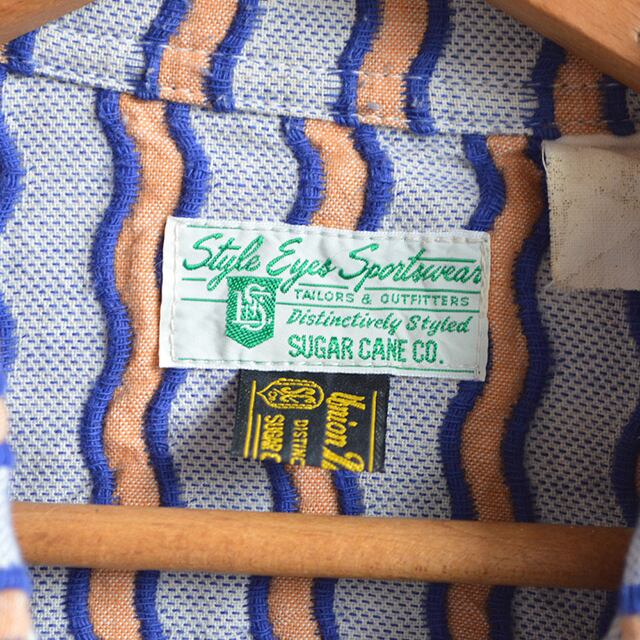 Style Eyes Sportswear
TAILORS & OUTFITTERS
SE
Distinctively Styled
SUGAR CANE CO.
Union
DISTINC
SUGAR C